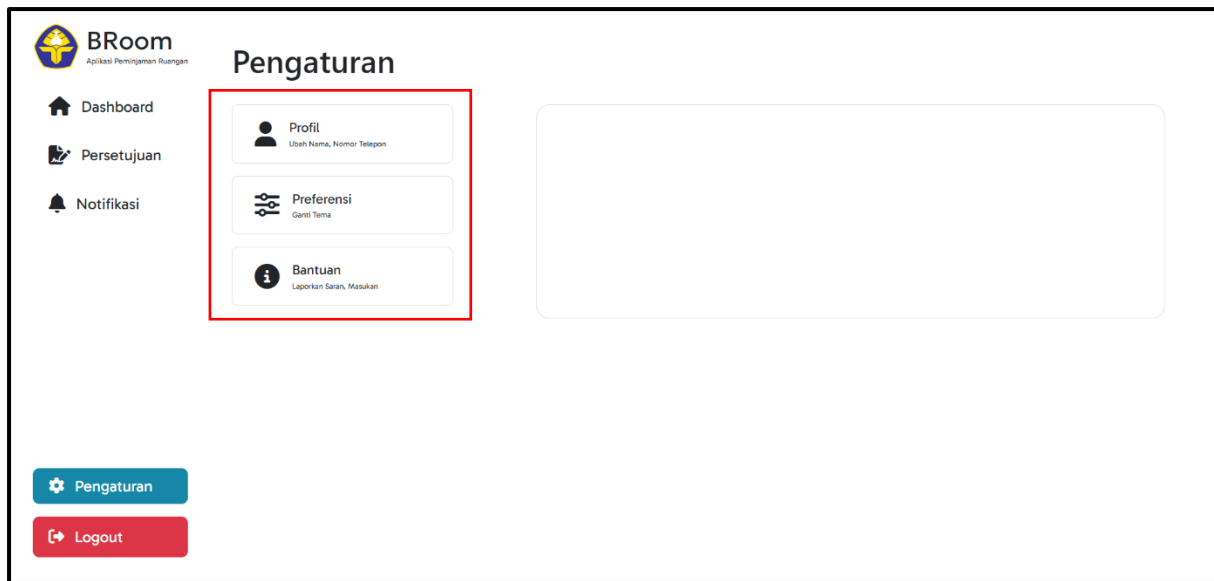 BRoom
Aplikasi Peminjaman Ruangan
Dashboard
Persetujuan
Notifikasi
Pengaturan
Logout
Pengaturan
Profil
Ubah Nama, Nomor Telepon
Preferensi
Ganti Tema
Bantuan
Laporkan Saran, Masukan